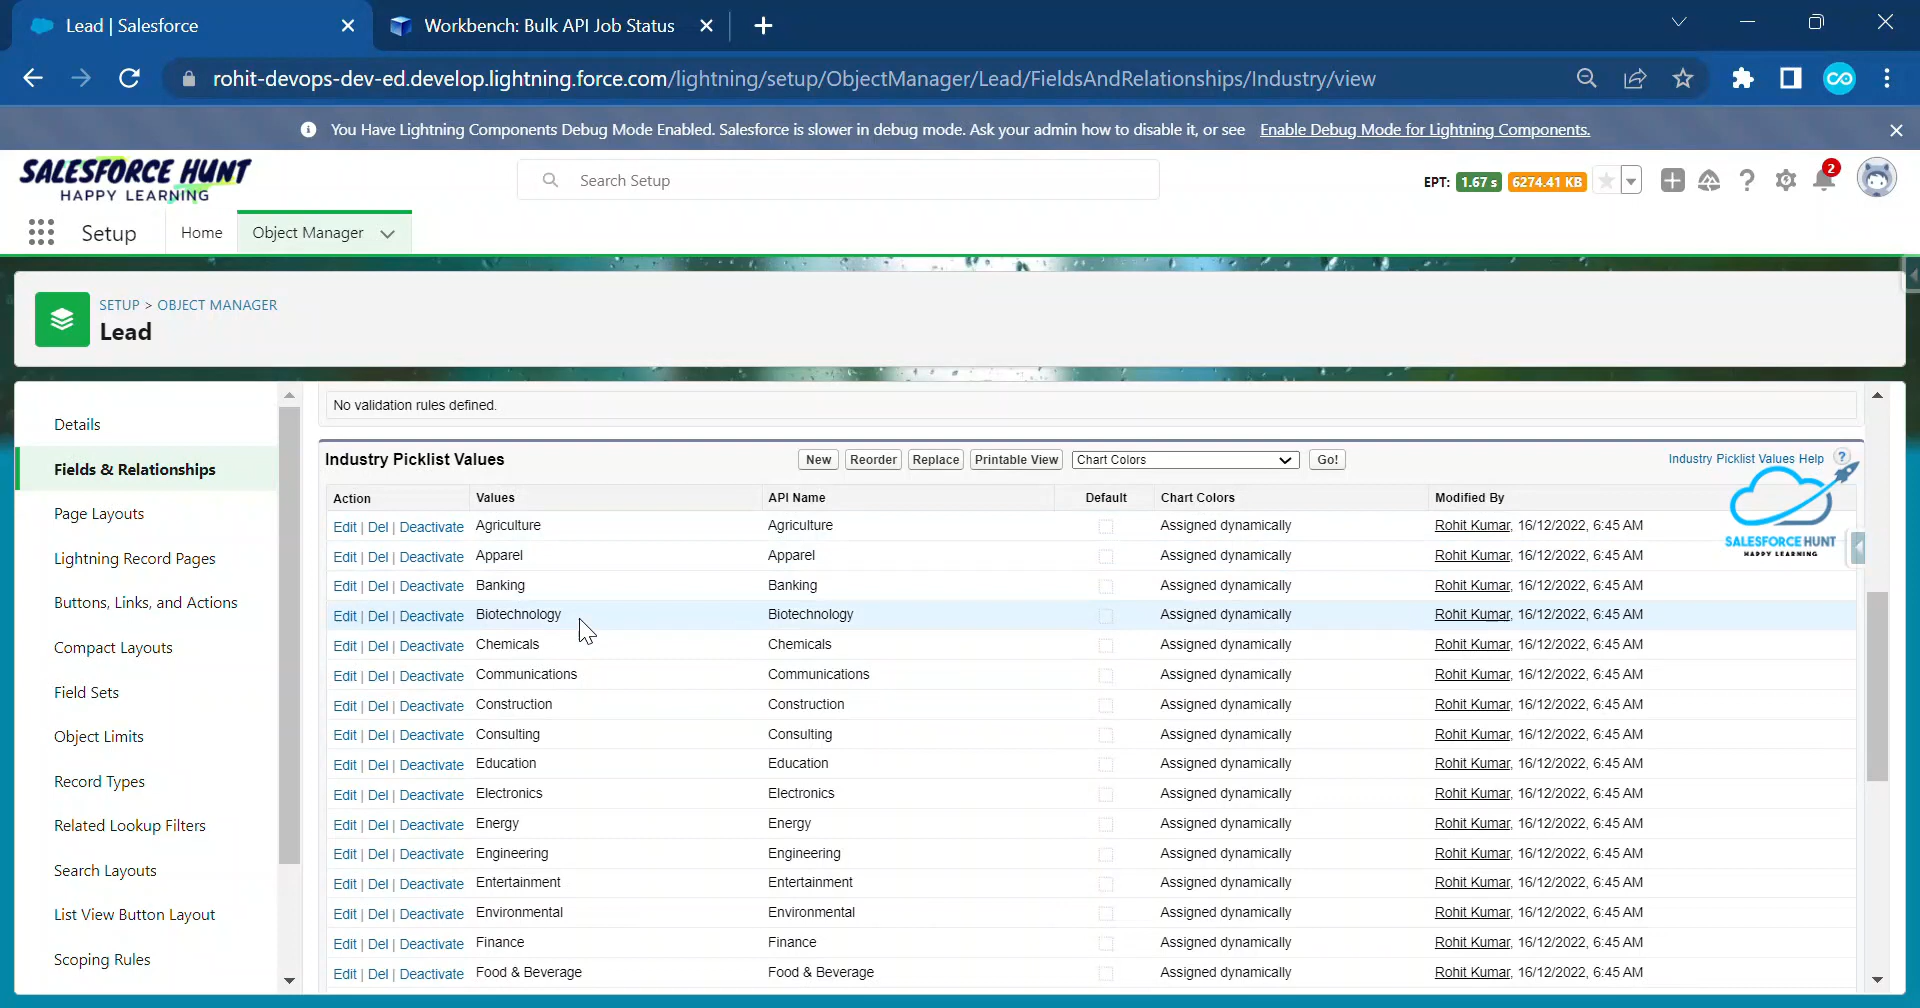 Lead | Salesforce
Workbench: Bulk API Job Status
rohit-devops-dev-ed.develop.lightning.force.com/lightning/setup/ObjectManager/Lead/FieldsAndRelationships/Industry/view
You Have Lightning Components Debug Mode Enabled. Salesforce is slower in debug mode. Ask your admin how to disable it, or see Enable Debug Mode for Lightning Components.
SALESFORCE HUNT
HAPPY LEARNING
Search Setup
EPT: 1.67 s 6274.41 KB
2
Setup
Home
Object Manager
SETUP > OBJECT MANAGER
Lead
Details
Fields & Relationships
Page Layouts
Lightning Record Pages
Buttons, Links, and Actions
Compact Layouts
Field Sets
Object Limits
Record Types
Related Lookup Filters
Search Layouts
List View Button Layout
Scoping Rules
No validation rules defined.
Industry Picklist Values New Reorder Replace Printable View Chart Colors Go! Industry Picklist Values Help ?
Action Values API Name Default Chart Colors Modified By
Edit | Del | Deactivate Agriculture Agriculture Assigned dynamically Rohit Kumar, 16/12/2022, 6:45 AM
Edit | Del | Deactivate Apparel Apparel Assigned dynamically Rohit Kumar, 16/12/2022, 6:45 AM
Edit | Del | Deactivate Banking Banking Assigned dynamically Rohit Kumar, 16/12/2022, 6:45 AM
Edit | Del | Deactivate Biotechnology Biotechnology Assigned dynamically Rohit Kumar, 16/12/2022, 6:45 AM
Edit | Del | Deactivate Chemicals Chemicals Assigned dynamically Rohit Kumar, 16/12/2022, 6:45 AM
Edit | Del | Deactivate Communications Communications Assigned dynamically Rohit Kumar, 16/12/2022, 6:45 AM
Edit | Del | Deactivate Construction Construction Assigned dynamically Rohit Kumar, 16/12/2022, 6:45 AM
Edit | Del | Deactivate Consulting Consulting Assigned dynamically Rohit Kumar, 16/12/2022, 6:45 AM
Edit | Del | Deactivate Education Education Assigned dynamically Rohit Kumar, 16/12/2022, 6:45 AM
Edit | Del | Deactivate Electronics Electronics Assigned dynamically Rohit Kumar, 16/12/2022, 6:45 AM
Edit | Del | Deactivate Energy Energy Assigned dynamically Rohit Kumar, 16/12/2022, 6:45 AM
Edit | Del | Deactivate Engineering Engineering Assigned dynamically Rohit Kumar, 16/12/2022, 6:45 AM
Edit | Del | Deactivate Entertainment Entertainment Assigned dynamically Rohit Kumar, 16/12/2022, 6:45 AM
Edit | Del | Deactivate Environmental Environmental Assigned dynamically Rohit Kumar, 16/12/2022, 6:45 AM
Edit | Del | Deactivate Finance Finance Assigned dynamically Rohit Kumar, 16/12/2022, 6:45 AM
Edit | Del | Deactivate Food & Beverage Food & Beverage Assigned dynamically Rohit Kumar, 16/12/2022, 6:45 AM
SALESFORCE HUNT
HAPPY LEARNING